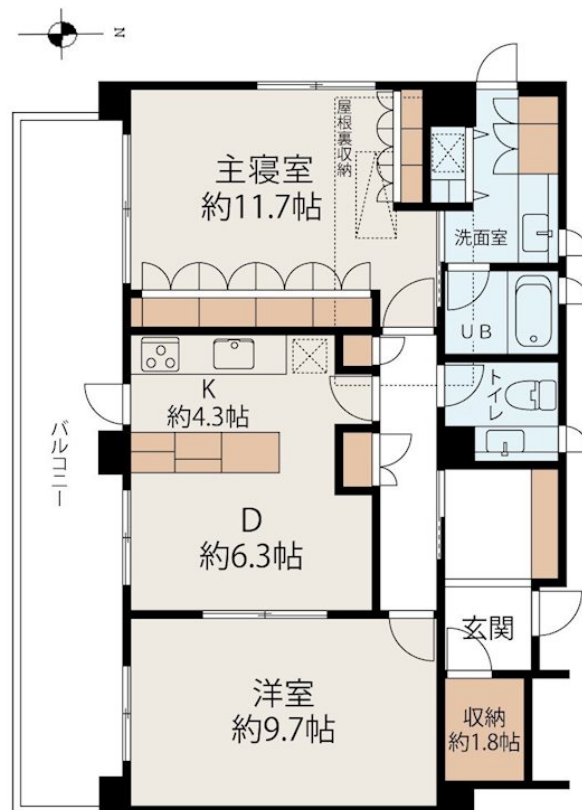 N
主寝室
約11.7帖
屋根裏収納
洗面室
UB
トイレ
K
約4.3帖
バルコニー
D
約6.3帖
玄関
洋室
約9.7帖
収納
約1.8帖